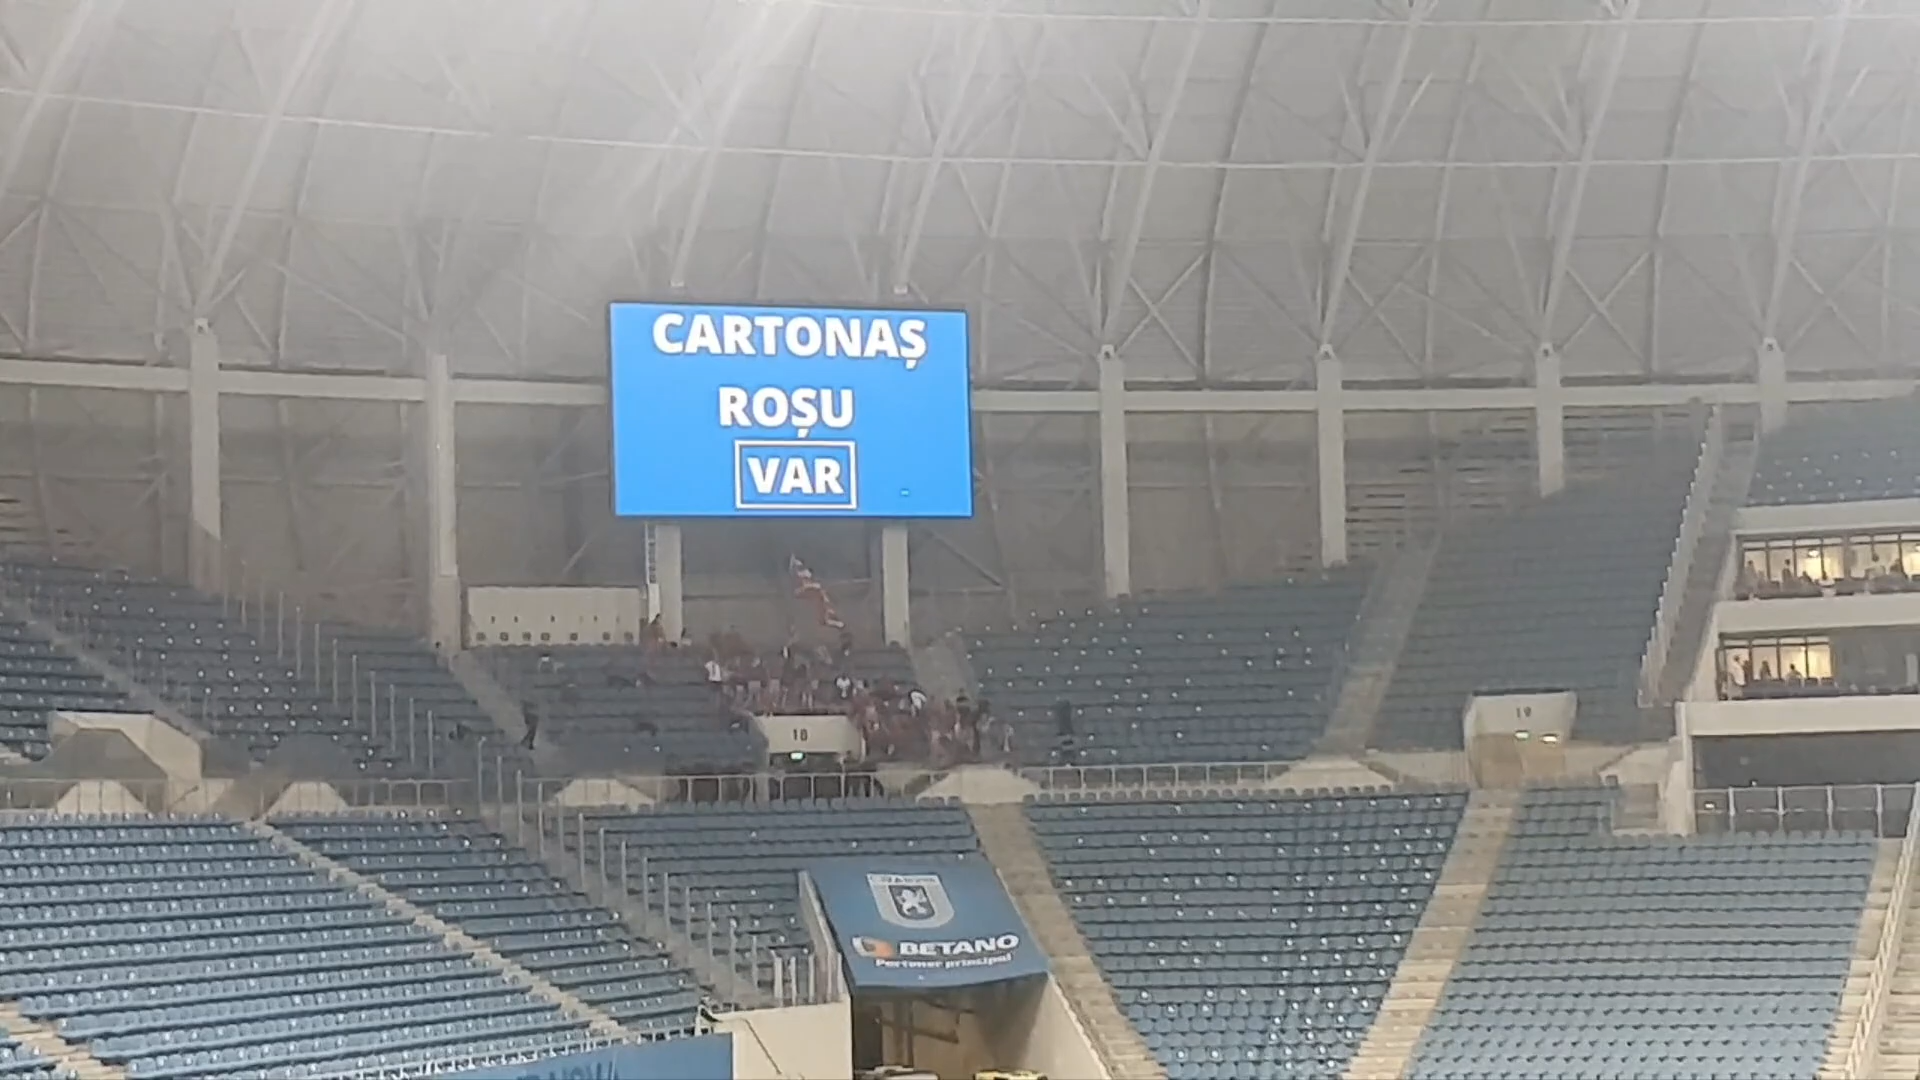 CARTONAȘ
ROȘU
VAR
18
19
BETANO
Partener principal